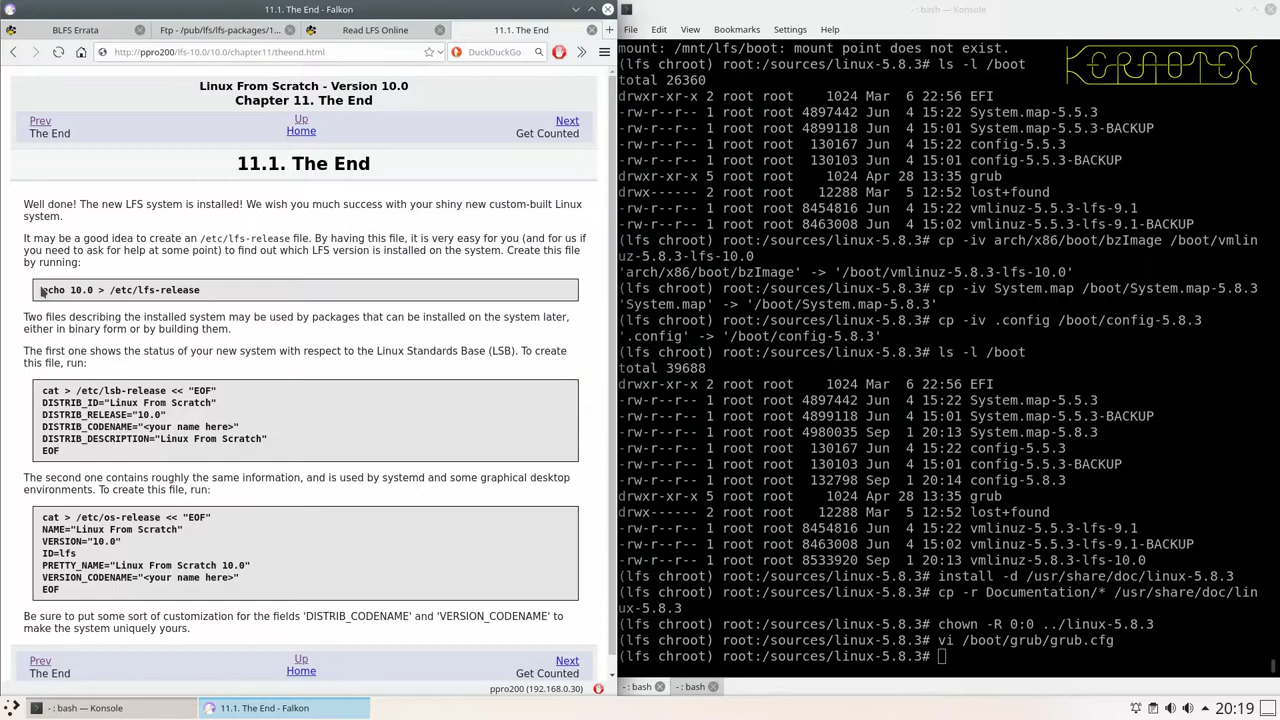 11.1. The End - Falkon
BLFS Errata
Ftp - /pub/lfs/lfs-packages/1...
Read LFS Online
11.1. The End
http://ppro200/lfs-10.0/10.0/chapter11/theend.html
DuckDuckGo
Linux From Scratch - Version 10.0
Chapter 11. The End
Prev
Up
Next
The End
Home
Get Counted
11.1. The End
Well done! The new LFS system is installed! We wish you much success with your shiny new custom-built Linux
system.
It may be a good idea to create an /etc/lfs-release file. By having this file, it is very easy for you (and for us if
you need to ask for help at some point) to find out which LFS version is installed on the system. Create this file
by running:
echo 10.0 > /etc/lfs-release
Two files describing the installed system may be used by packages that can be installed on the system later,
either in binary form or by building them.
The first one shows the status of your new system with respect to the Linux Standards Base (LSB). To create
this file, run:
cat > /etc/lsb-release << "EOF"
DISTRIB_ID="Linux From Scratch"
DISTRIB_RELEASE="10.0"
DISTRIB_CODENAME="<your name here>"
DISTRIB_DESCRIPTION="Linux From Scratch"
EOF
The second one contains roughly the same information, and is used by systemd and some graphical desktop
environments. To create this file, run:
cat > /etc/os-release << "EOF"
NAME="Linux From Scratch"
VERSION="10.0"
ID=lfs
PRETTY_NAME="Linux From Scratch 10.0"
VERSION_CODENAME="<your name here>"
EOF
Be sure to put some sort of customization for the fields 'DISTRIB_CODENAME' and 'VERSION_CODENAME' to
make the system uniquely yours.
Prev
Up
Next
The End
Home
Get Counted
ppro200 (192.168.0.30)
- : bash — Konsole
File Edit View Bookmarks Settings Help
KERAOTEX
mount: /mnt/lfs/boot: mount point does not exist.
(lfs chroot) root:/sources/linux-5.8.3# ls -l /boot
total 26360
drwxr-xr-x 2 root root    1024 Mar  6 22:56 EFI
-rw-r--r-- 1 root root 4897442 Jun  4 15:22 System.map-5.5.3
-rw-r--r-- 1 root root 4899118 Jun  4 15:01 System.map-5.5.3-BACKUP
-rw-r--r-- 1 root root  130167 Jun  4 15:22 config-5.5.3
-rw-r--r-- 1 root root  130103 Jun  4 15:01 config-5.5.3-BACKUP
drwxr-xr-x 5 root root    1024 Apr 28 13:35 grub
drwx------ 2 root root   12288 Mar  5 12:52 lost+found
-rw-r--r-- 1 root root 8454816 Jun  4 15:22 vmlinuz-5.5.3-lfs-9.1
-rw-r--r-- 1 root root 8463008 Jun  4 15:02 vmlinuz-5.5.3-lfs-9.1-BACKUP
(lfs chroot) root:/sources/linux-5.8.3# cp -iv arch/x86/boot/bzImage /boot/vmlin
uz-5.8.3-lfs-10.0
'arch/x86/boot/bzImage' -> '/boot/vmlinuz-5.8.3-lfs-10.0'
(lfs chroot) root:/sources/linux-5.8.3# cp -iv System.map /boot/System.map-5.8.3
'System.map' -> '/boot/System.map-5.8.3'
(lfs chroot) root:/sources/linux-5.8.3# cp -iv .config /boot/config-5.8.3
'.config' -> '/boot/config-5.8.3'
(lfs chroot) root:/sources/linux-5.8.3# ls -l /boot
total 39688
drwxr-xr-x 2 root root    1024 Mar  6 22:56 EFI
-rw-r--r-- 1 root root 4897442 Jun  4 15:22 System.map-5.5.3
-rw-r--r-- 1 root root 4899118 Jun  4 15:01 System.map-5.5.3-BACKUP
-rw-r--r-- 1 root root 4980035 Sep  1 20:13 System.map-5.8.3
-rw-r--r-- 1 root root  130167 Jun  4 15:22 config-5.5.3
-rw-r--r-- 1 root root  130103 Jun  4 15:01 config-5.5.3-BACKUP
-rw-r--r-- 1 root root  132798 Sep  1 20:14 config-5.8.3
drwxr-xr-x 5 root root    1024 Apr 28 13:35 grub
drwx------ 2 root root   12288 Mar  5 12:52 lost+found
-rw-r--r-- 1 root root 8454816 Jun  4 15:22 vmlinuz-5.5.3-lfs-9.1
-rw-r--r-- 1 root root 8463008 Jun  4 15:02 vmlinuz-5.5.3-lfs-9.1-BACKUP
-rw-r--r-- 1 root root 8533920 Sep  1 20:13 vmlinuz-5.8.3-lfs-10.0
(lfs chroot) root:/sources/linux-5.8.3# install -d /usr/share/doc/linux-5.8.3
(lfs chroot) root:/sources/linux-5.8.3# cp -r Documentation/* /usr/share/doc/lin
ux-5.8.3
(lfs chroot) root:/sources/linux-5.8.3# chown -R 0:0 ../linux-5.8.3
(lfs chroot) root:/sources/linux-5.8.3# vi /boot/grub/grub.cfg
(lfs chroot) root:/sources/linux-5.8.3#
- : bash
- : bash
- : bash — Konsole
11.1. The End - Falkon
20:19